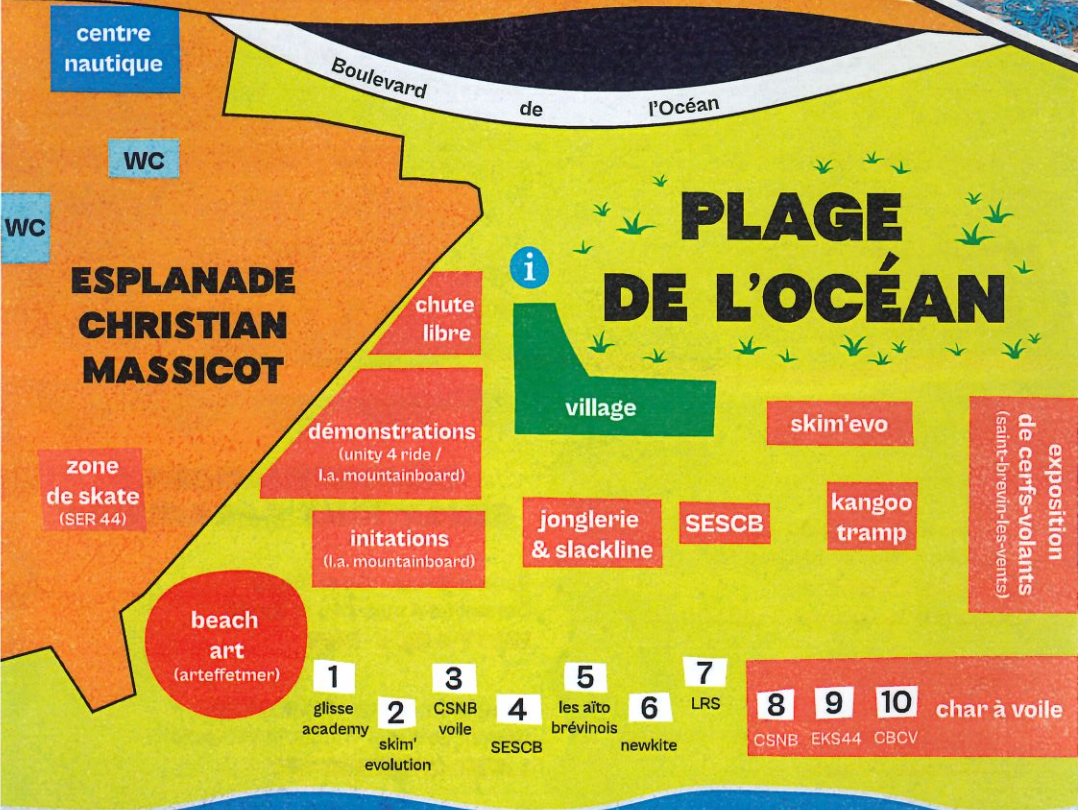 centre
nautique
Boulevard de l'Océan
WC
WC
ESPLANADE
CHRISTIAN
MASSICOT
PLAGE
DE L'OCÉAN
i
chute
libre
village
démonstrations
(unity 4 ride /
l.a. mountainboard)
skim'evo
exposition
de cerfs-volants
(saint-brevin-les-vents)
zone
de skate
(SER 44)
initations
(l.a. mountainboard)
jonglerie
& slackline
SESCB
kangoo
tramp
beach
art
(arteffetmer)
1
glisse
academy
2
skim'
evolution
3
CSNB
voile
4
SESCB
5
les aïto
brévinois
6
newkite
7
LRS
8
CSNB
9
EKS44
10
CBCV
char à voile